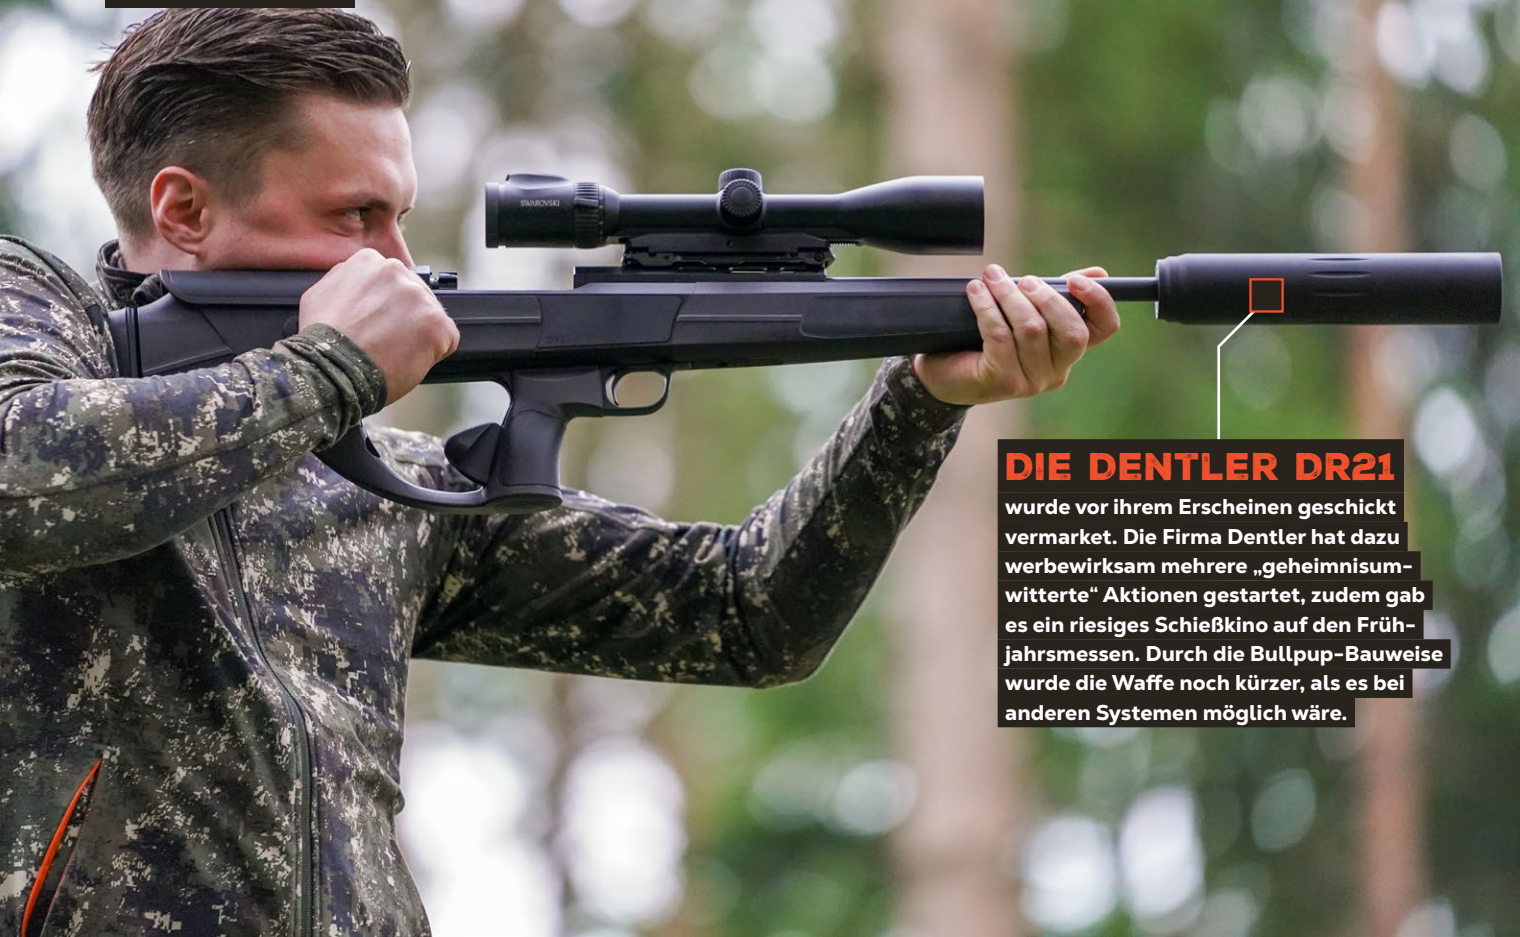 SWAROVSKI
DIE DENTLER DR21
wurde vor ihrem Erscheinen geschickt
vermarket. Die Firma Dentler hat dazu
werbewirksam mehrere „geheimnisum-
witterte“ Aktionen gestartet, zudem gab
es ein riesiges Schießkino auf den Früh-
jahrsmessen. Durch die Bullpup-Bauweise
wurde die Waffe noch kürzer, als es bei
anderen Systemen möglich wäre.